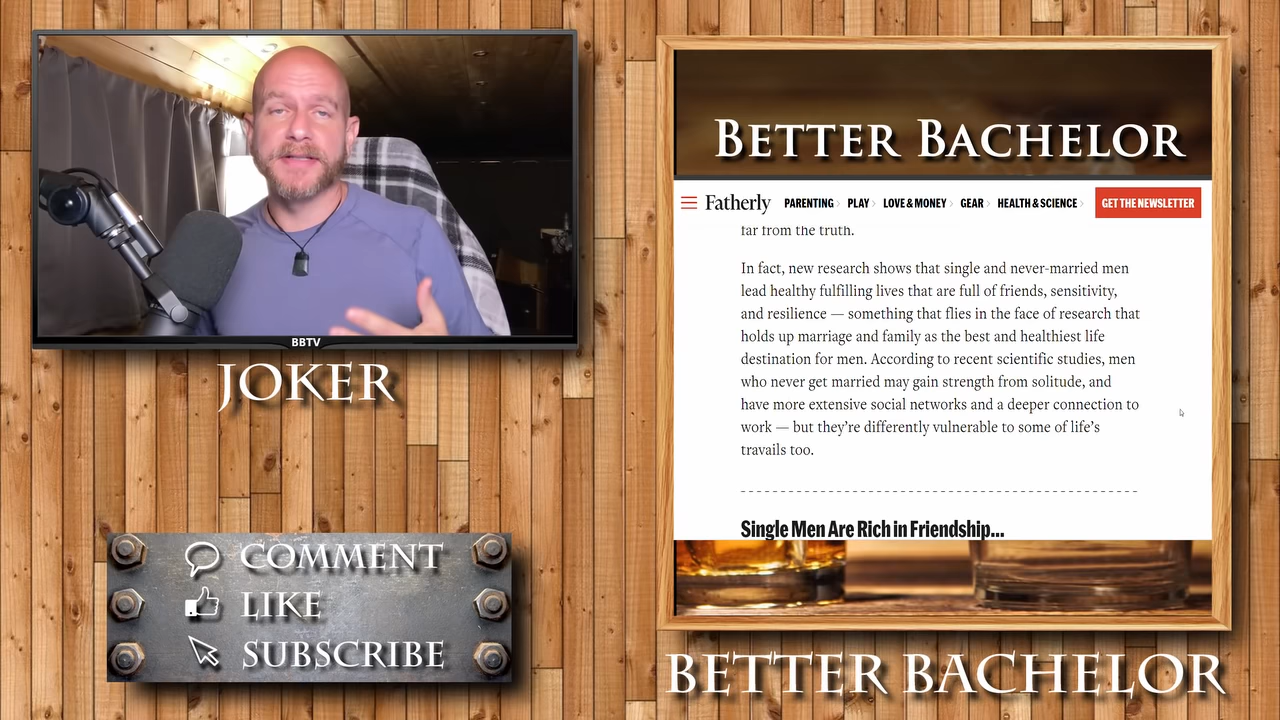 BBTV
JOKER
COMMENT
LIKE
SUBSCRIBE
BETTER BACHELOR
Fatherly PARENTING PLAY LOVE & MONEY GEAR HEALTH & SCIENCE GET THE NEWSLETTER
far from the truth.
In fact, new research shows that single and never-married men
lead healthy fulfilling lives that are full of friends, sensitivity,
and resilience — something that flies in the face of research that
holds up marriage and family as the best and healthiest life
destination for men. According to recent scientific studies, men
who never get married may gain strength from solitude, and
have more extensive social networks and a deeper connection to
work — but they’re differently vulnerable to some of life’s
travails too.
Single Men Are Rich in Friendship...
BETTER BACHELOR